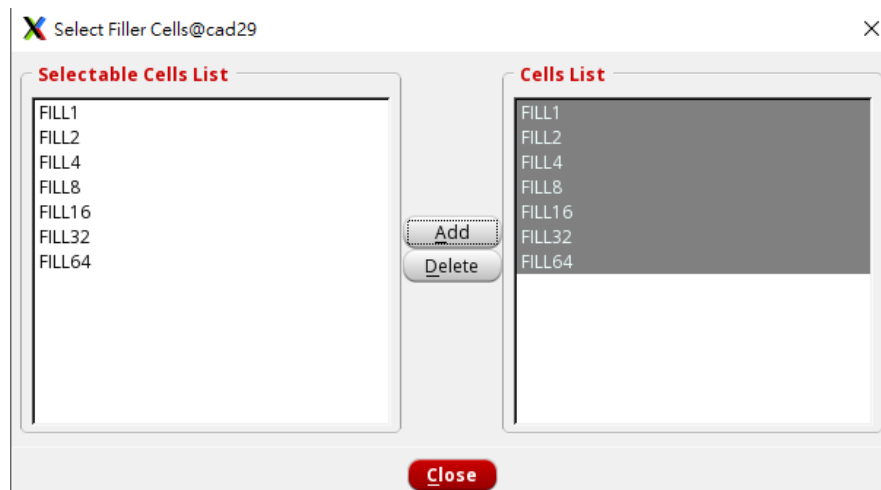 Select Filler Cells@cad29
Selectable Cells List
FILL1
FILL2
FILL4
FILL8
FILL16
FILL32
FILL64
Add
Delete
Cells List
FILL1
FILL2
FILL4
FILL8
FILL16
FILL32
FILL64
Close